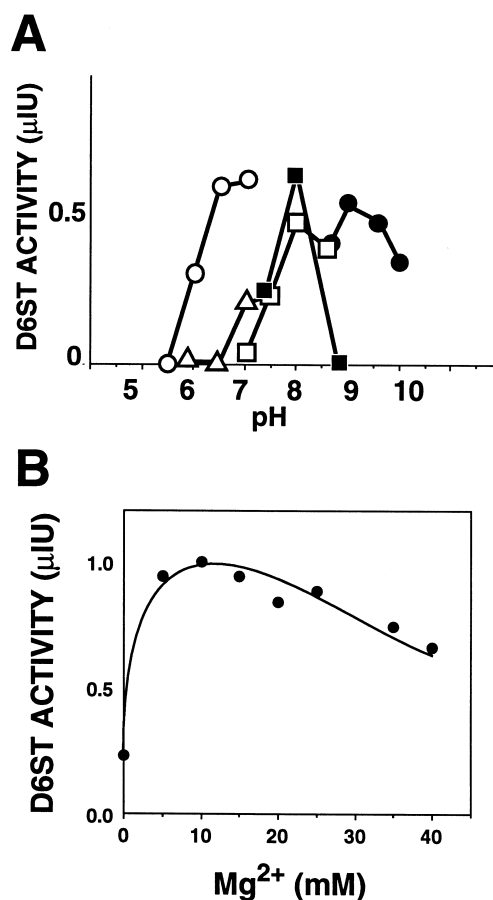 A
D6ST ACTIVITY (μIU)
0.5
0
5 6 7 8 9 10
pH
B
D6ST ACTIVITY (μIU)
1.0
0.5
0.0
0 10 20 30 40
Mg2+ (mM)